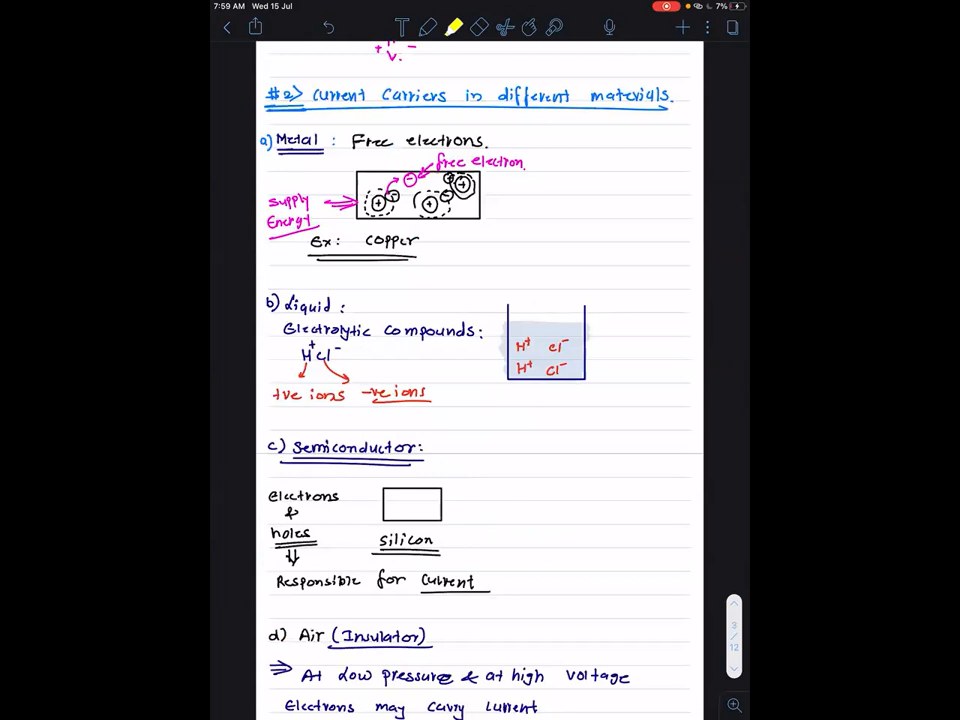 7:59 AM Wed 15 Jul
7%
+ -
V.
#2> Current Carriers in different materials.
a) Metal : Free electrons.
free electron.
Supply
Energy
Ex: Copper
b) Liquid :
Electrolytic compounds:
H+ Cl-
+ve ions -ve ions
H+ Cl-
H+ Cl-
c) Semiconductor:
electrons
&
holes
silicon
Responsible for Current
d) Air (Insulator)
⇒ At Low pressure & at high voltage
Electrons may carry current
3
/
12